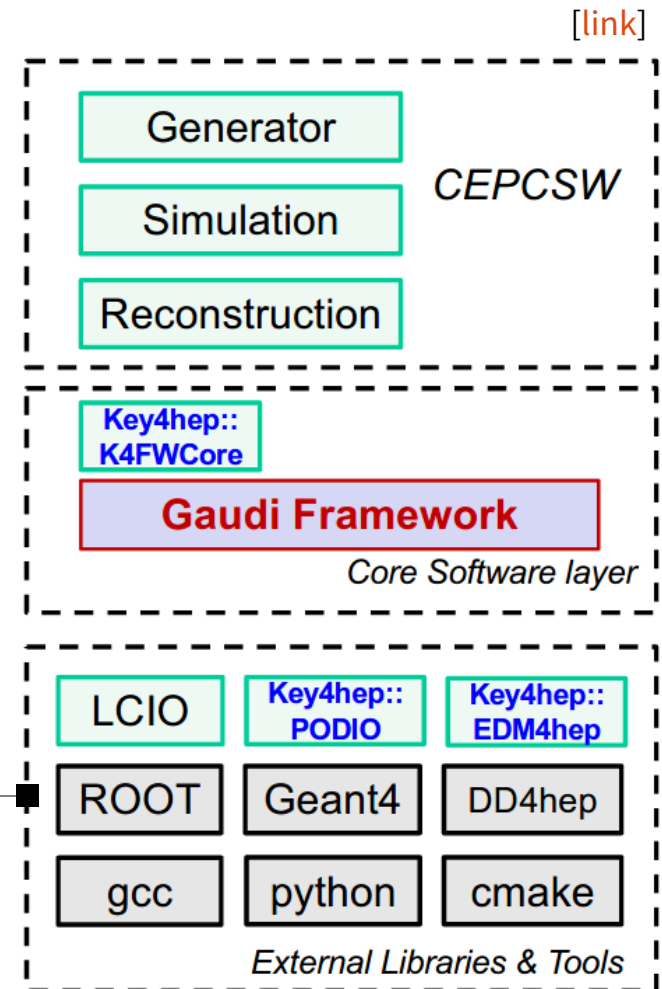 [link]
Generator
CEPCSW
Simulation
Reconstruction
Key4hep::
K4FWCore
Gaudi Framework
Core Software layer
LCIO
Key4hep::
PODIO
Key4hep::
EDM4hep
ROOT
Geant4
DD4hep
gcc
python
cmake
External Libraries & Tools